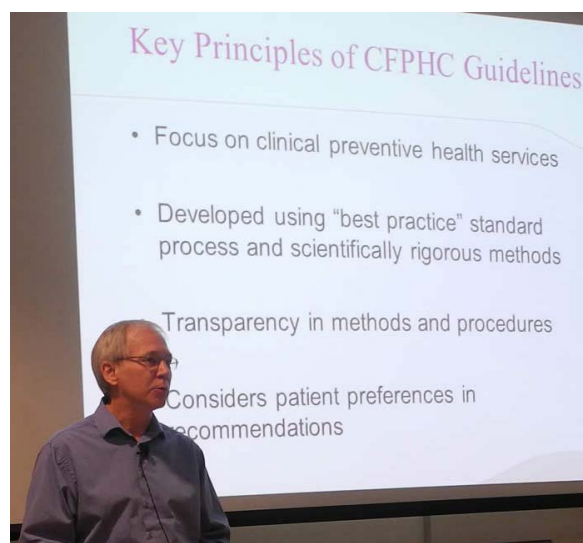 Key Principles of CFPHC Guidelines
• Focus on clinical preventive health services
• Developed using “best practice” standard
process and scientifically rigorous methods
Transparency in methods and procedures
Considers patient preferences in
recommendations